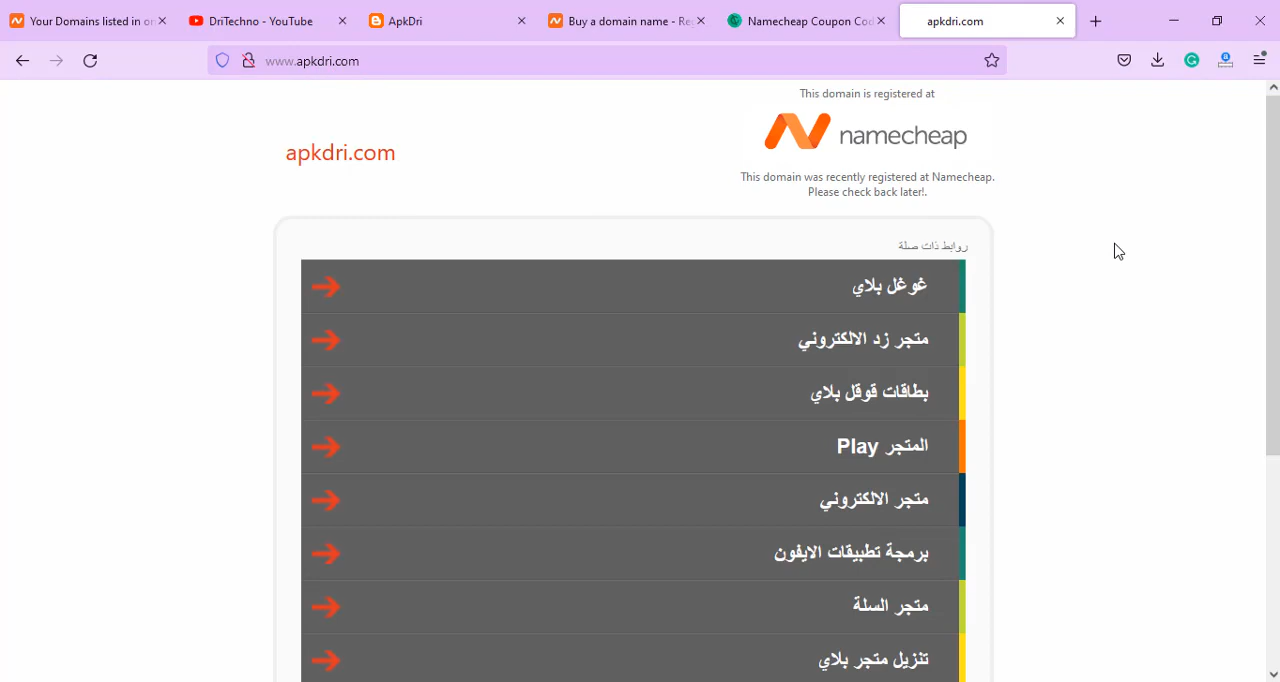 Your Domains listed in o
DriTechno - YouTube
ApkDri
Buy a domain name - Re
Namecheap Coupon Cod
apkdri.com
www.apkdri.com
This domain is registered at
namecheap
apkdri.com
This domain was recently registered at Namecheap.
Please check back later!.
روابط ذات صلة
غوغل بلاي
متجر زد الالكتروني
بطاقات قوقل بلاي
المتجر Play
متجر الالكتروني
برمجة تطبيقات الايفون
متجر السلة
تنزيل متجر بلاي